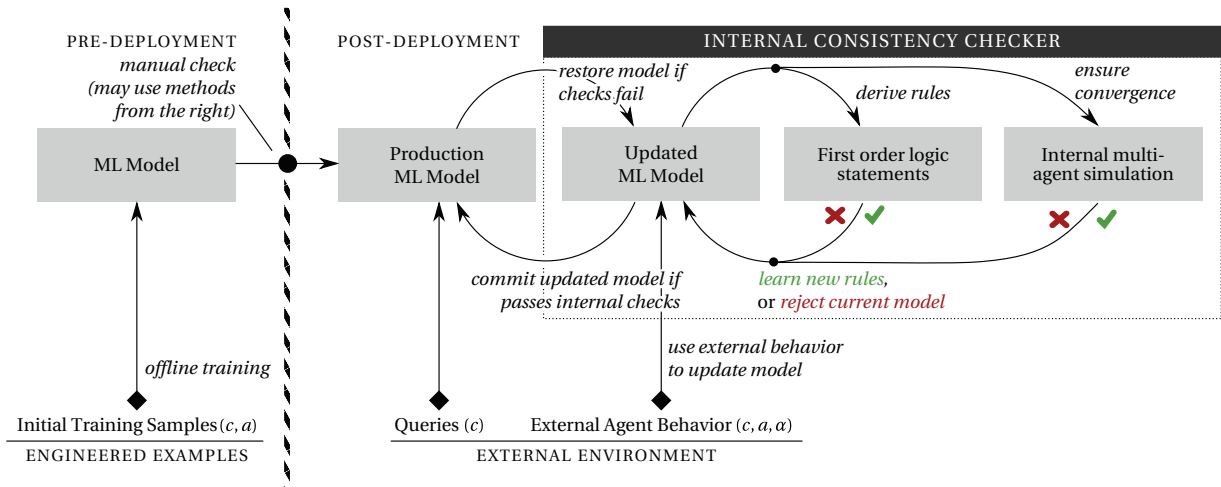 PRE-DEPLOYMENT
manual check
(may use methods
from the right)
ML Model
offline training
Initial Training Samples (c, a)
ENGINEERED EXAMPLES
POST-DEPLOYMENT
INTERNAL CONSISTENCY CHECKER
restore model if
checks fail
derive rules
ensure
convergence
Production
ML Model
Updated
ML Model
First order logic
statements
Internal multi-
agent simulation
commit updated model if
passes internal checks
learn new rules,
or reject current model
use external behavior
to update model
Queries (c)
External Agent Behavior (c, a, α)
EXTERNAL ENVIRONMENT